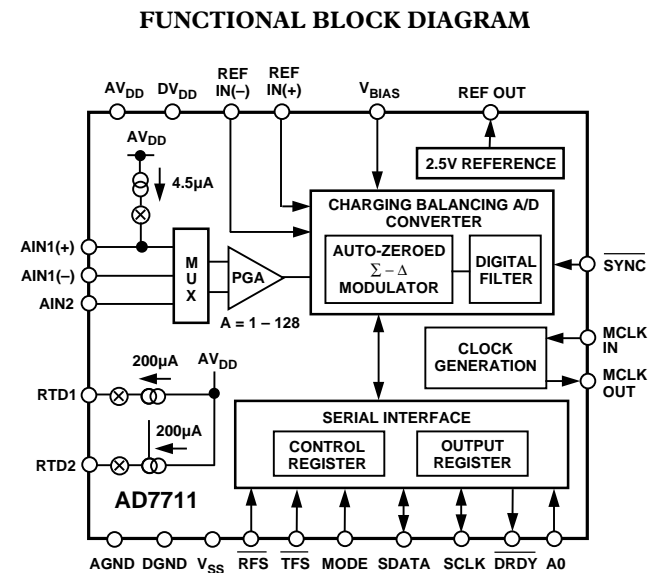 FUNCTIONAL BLOCK DIAGRAM
AVDD
DVDD
REF
IN(–)
REF
IN(+)
VBIAS
REF OUT
AVDD
4.5µA
2.5V REFERENCE
CHARGING BALANCING A/D
CONVERTER
AUTO-ZEROED
Σ – Δ
MODULATOR
DIGITAL
FILTER
AIN1(+)
AIN1(–)
AIN2
M
U
X
PGA
A = 1 – 128
SYNC
MCLK
IN
MCLK
OUT
CLOCK
GENERATION
200µA
AVDD
RTD1
200µA
RTD2
SERIAL INTERFACE
CONTROL
REGISTER
OUTPUT
REGISTER
AD7711
AGND DGND VSS RFS TFS MODE SDATA SCLK DRDY A0